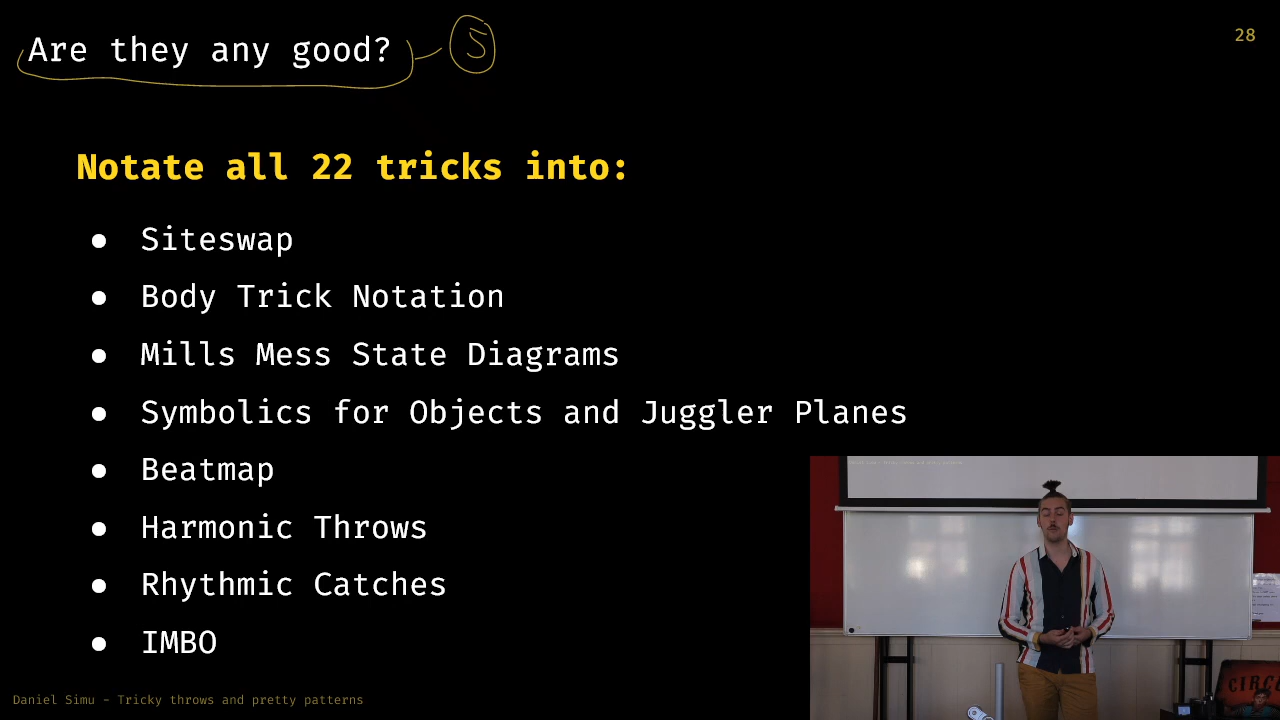 Are they any good?
5
28
Notate all 22 tricks into:
● Siteswap
● Body Trick Notation
● Mills Mess State Diagrams
● Symbolics for Objects and Juggler Planes
● Beatmap
● Harmonic Throws
● Rhythmic Catches
● IMBO
Daniel Simu - Tricky throws and pretty patterns